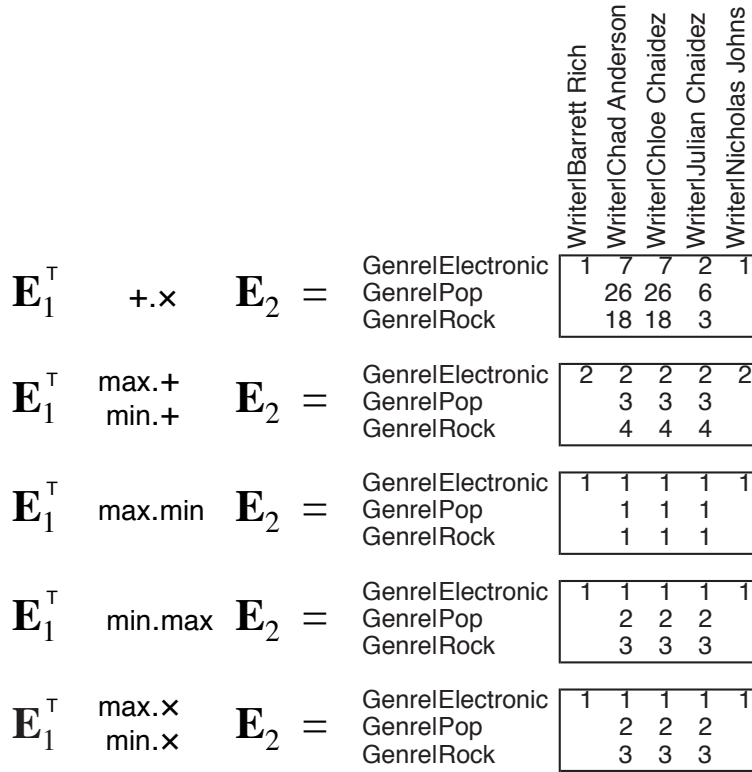 Writer|Barrett Rich
Writer|Chad Anderson
Writer|Chloe Chaidez
Writer|Julian Chaidez
Writer|Nicholas Johns
E₁ᵀ +.× E₂ =
Genre|Electronic 1 7 7 2 1
Genre|Pop 26 26 6
Genre|Rock 18 18 3
E₁ᵀ max.+ min.+ E₂ =
Genre|Electronic 2 2 2 2 2
Genre|Pop 3 3 3
Genre|Rock 4 4 4
E₁ᵀ max.min E₂ =
Genre|Electronic 1 1 1 1 1
Genre|Pop 1 1 1
Genre|Rock 1 1 1
E₁ᵀ min.max E₂ =
Genre|Electronic 1 1 1 1 1
Genre|Pop 2 2 2
Genre|Rock 3 3 3
E₁ᵀ max.× min.× E₂ =
Genre|Electronic 1 1 1 1 1
Genre|Pop 2 2 2
Genre|Rock 3 3 3